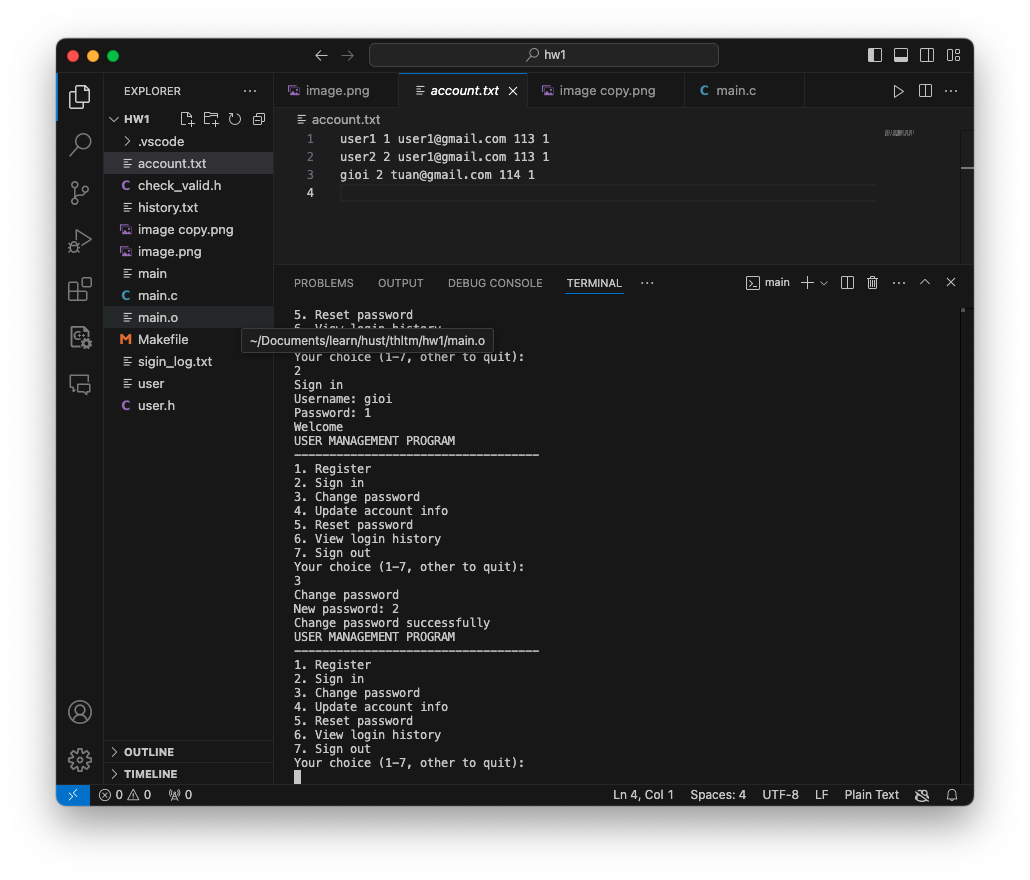 hw1
EXPLORER
HW1
.vscode
account.txt
check_valid.h
history.txt
image copy.png
image.png
main
main.c
main.o
Makefile
sigin_log.txt
user
user.h
OUTLINE
TIMELINE
image.png
account.txt
image copy.png
main.c
account.txt
1 user1 1 user1@gmail.com 113 1
2 user2 2 user1@gmail.com 113 1
3 gioi 2 tuan@gmail.com 114 1
4
PROBLEMS OUTPUT DEBUG CONSOLE TERMINAL
main
5. Reset password
6. View login history
~/Documents/learn/hust/thltm/hw1/main.o
Your choice (1-7, other to quit):
2
Sign in
Username: gioi
Password: 1
Welcome
USER MANAGEMENT PROGRAM
-----------------------------------
1. Register
2. Sign in
3. Change password
4. Update account info
5. Reset password
6. View login history
7. Sign out
Your choice (1-7, other to quit):
3
Change password
New password: 2
Change password successfully
USER MANAGEMENT PROGRAM
-----------------------------------
1. Register
2. Sign in
3. Change password
4. Update account info
5. Reset password
6. View login history
7. Sign out
Your choice (1-7, other to quit):
0 0 0
Ln 4, Col 1 Spaces: 4 UTF-8 LF Plain Text